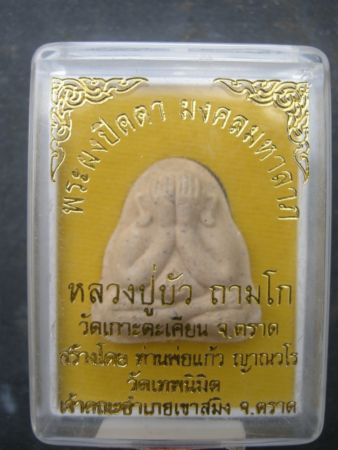 พระผงปิดตา มงคลมหาลาภ
หลวงปู่บัว ถามโก
วัดเกาะตะเคียน จ.ตราด
สร้างโดย ท่านพ่อแก้ว ญาณวโร
วัดเทพนิมิต
เจ้าคณะอำเภอเขาสมิง จ.ตราด